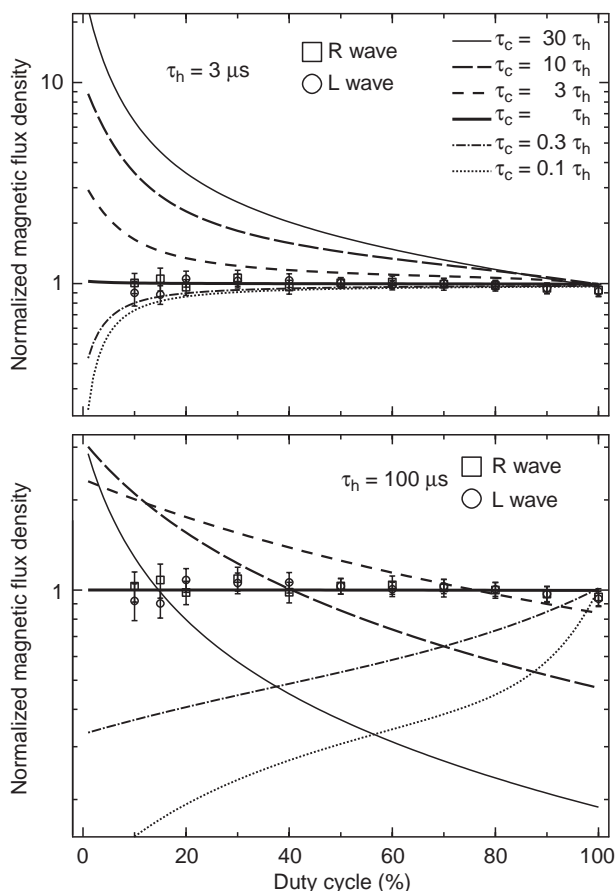 τh = 3 μs
R wave
L wave
τc = 30 τh
τc = 10 τh
τc = 3 τh
τc = τh
τc = 0.3 τh
τc = 0.1 τh
10
1
Normalized magnetic flux density
τh = 100 μs
R wave
L wave
1
Normalized magnetic flux density
0 20 40 60 80 100
Duty cycle (%)